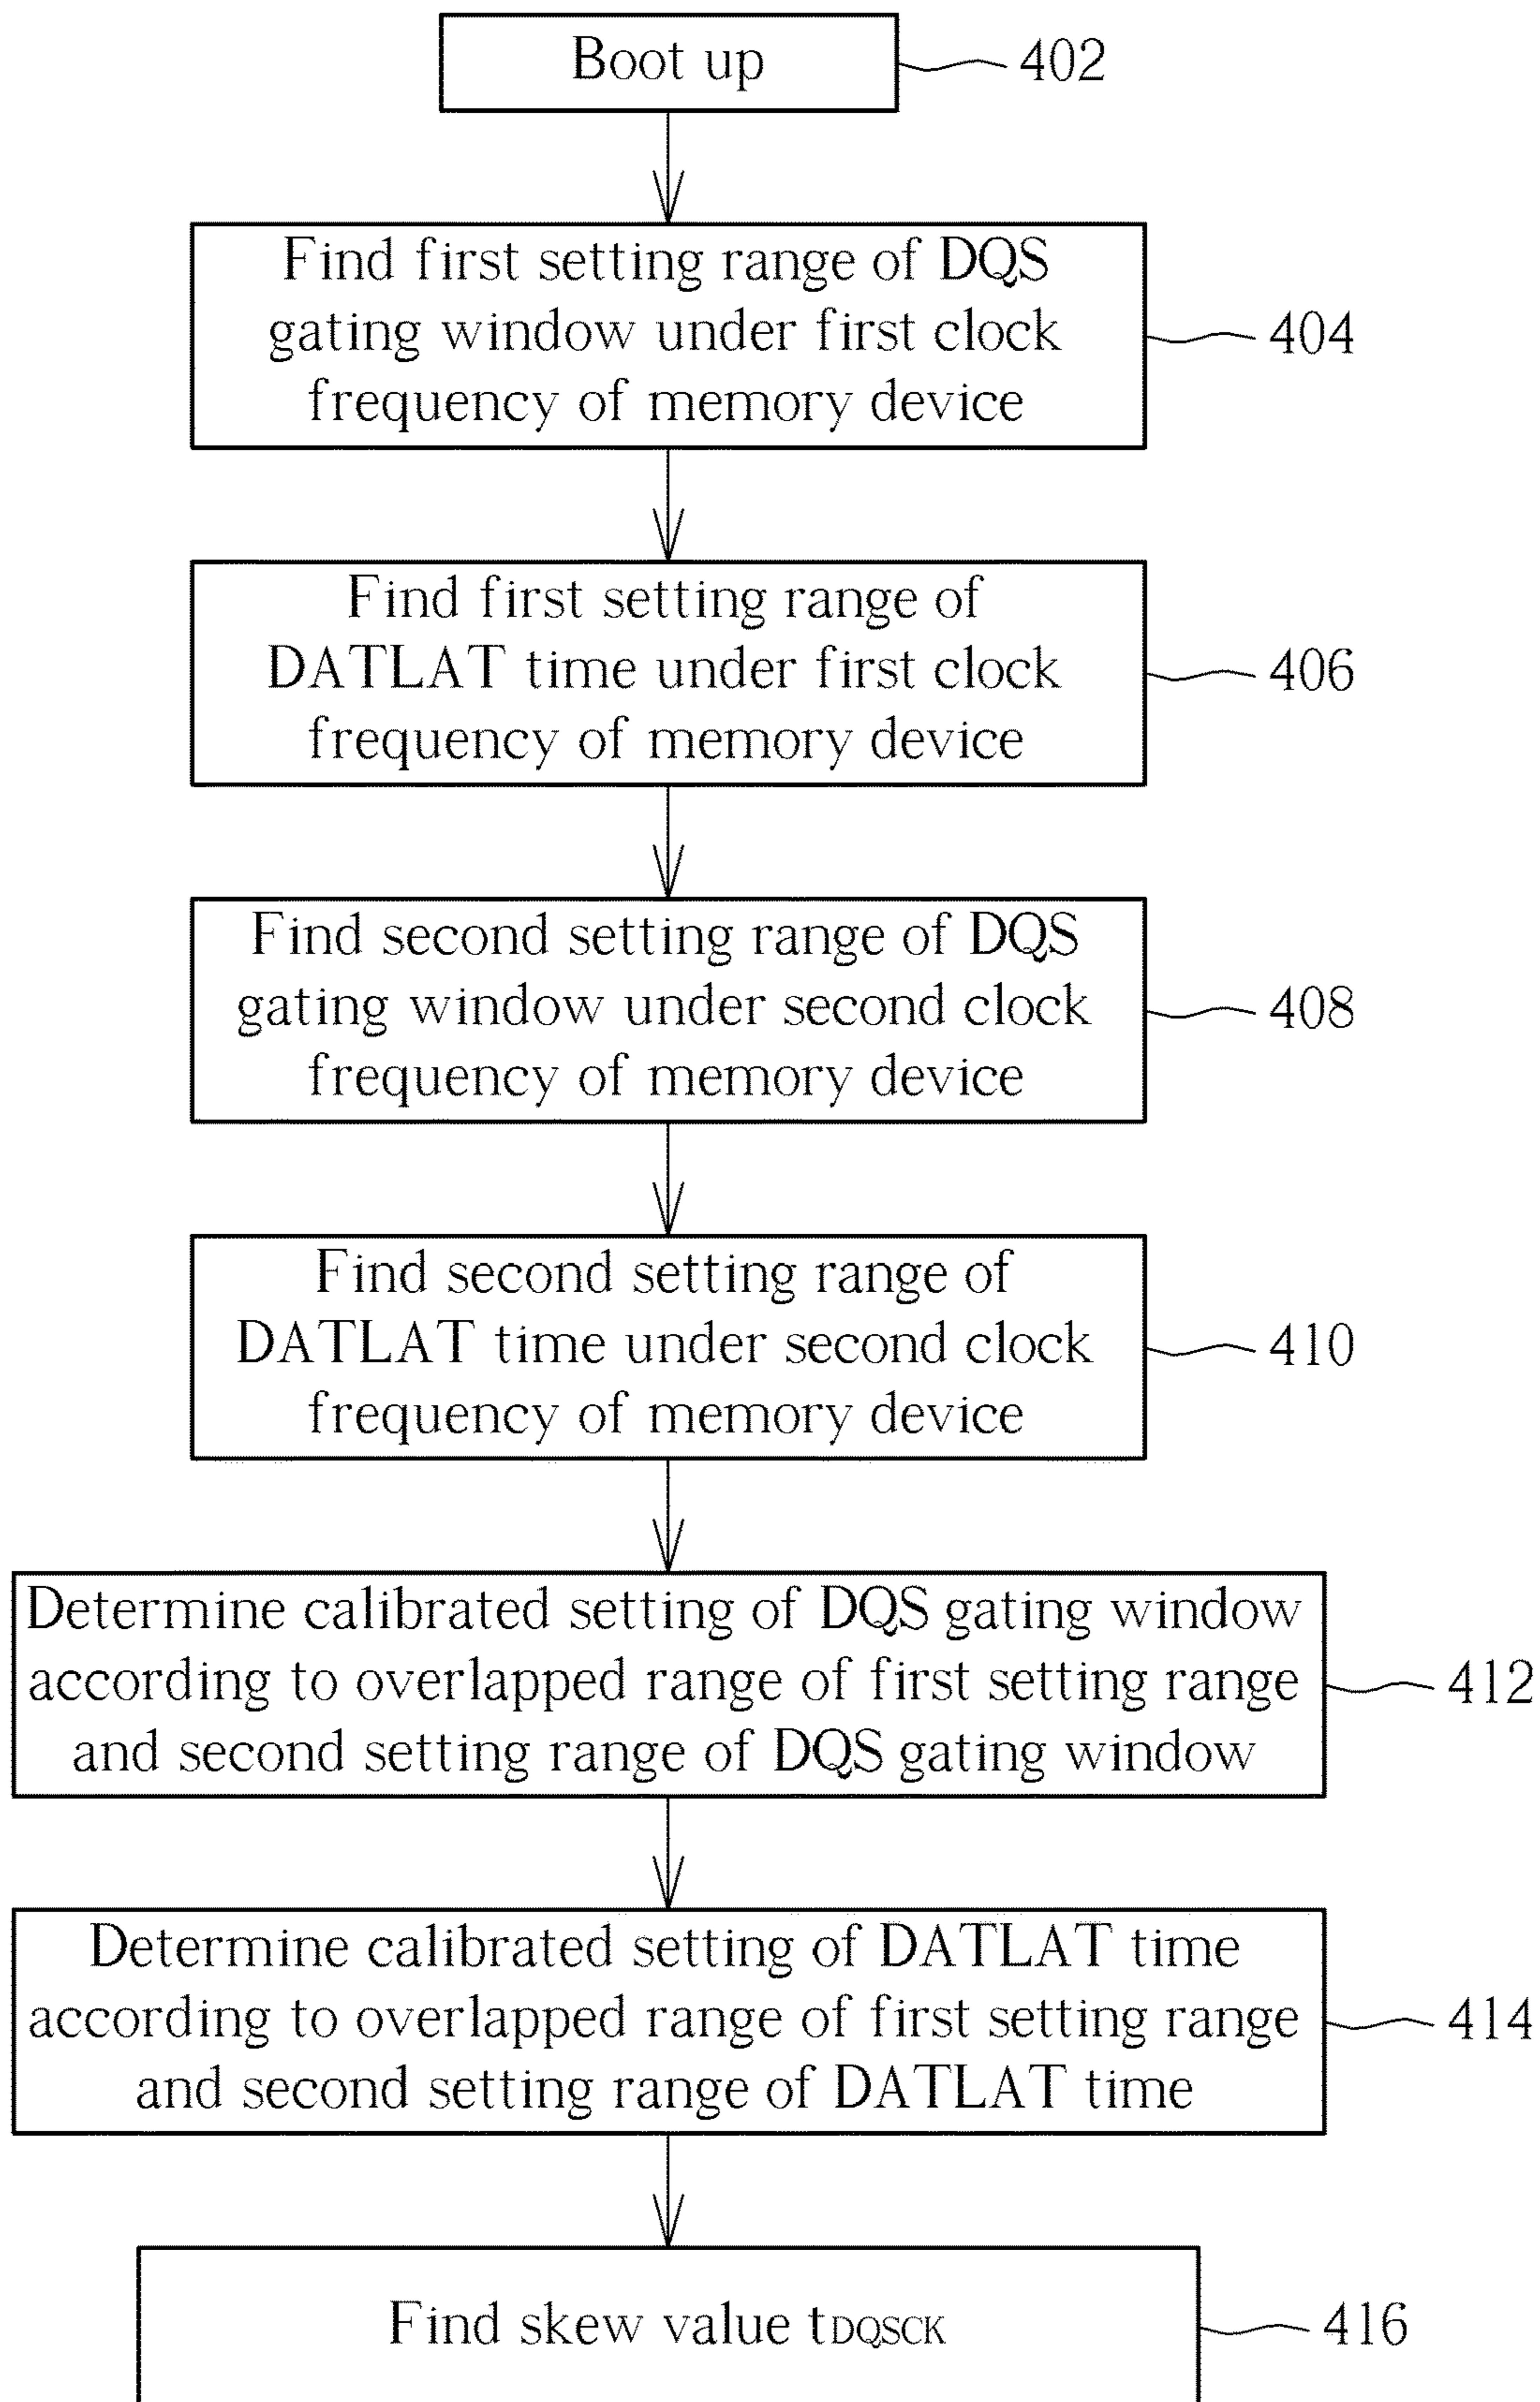 Boot up
402
Find first setting range of DQS
gating window under first clock
frequency of memory device
404
Find first setting range of
DATLAT time under first clock
frequency of memory device
406
Find second setting range of DQS
gating window under second clock
frequency of memory device
408
Find second setting range of
DATLAT time under second clock
frequency of memory device
410
Determine calibrated setting of DQS gating window
according to overlapped range of first setting range
and second setting range of DQS gating window
412
Determine calibrated setting of DATLAT time
according to overlapped range of first setting range
and second setting range of DATLAT time
414
Find skew value tDQSCK
416